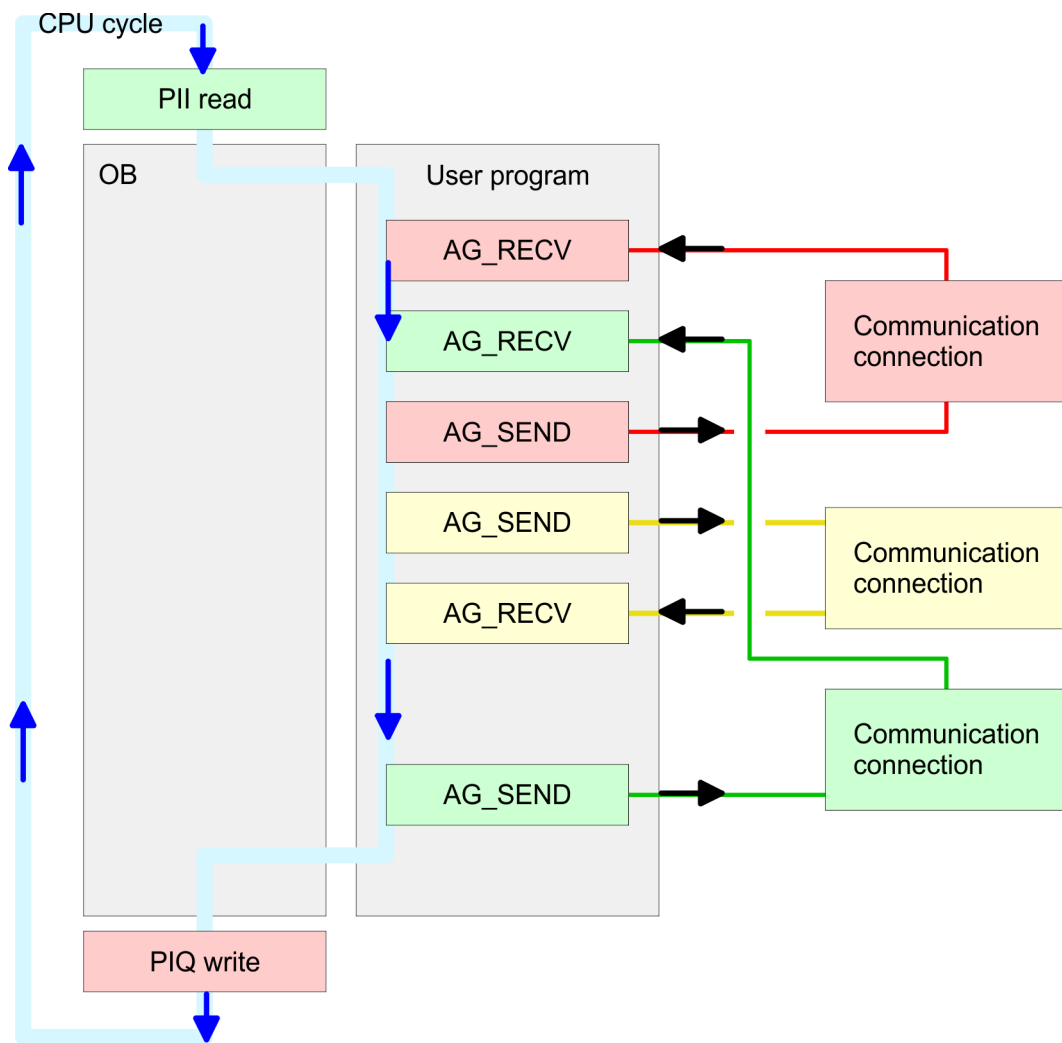 CPU cycle
PII read
OB
User program
AG_RECV
AG_RECV
Communication
connection
AG_SEND
AG_SEND
Communication
connection
AG_RECV
Communication
connection
AG_SEND
PIQ write